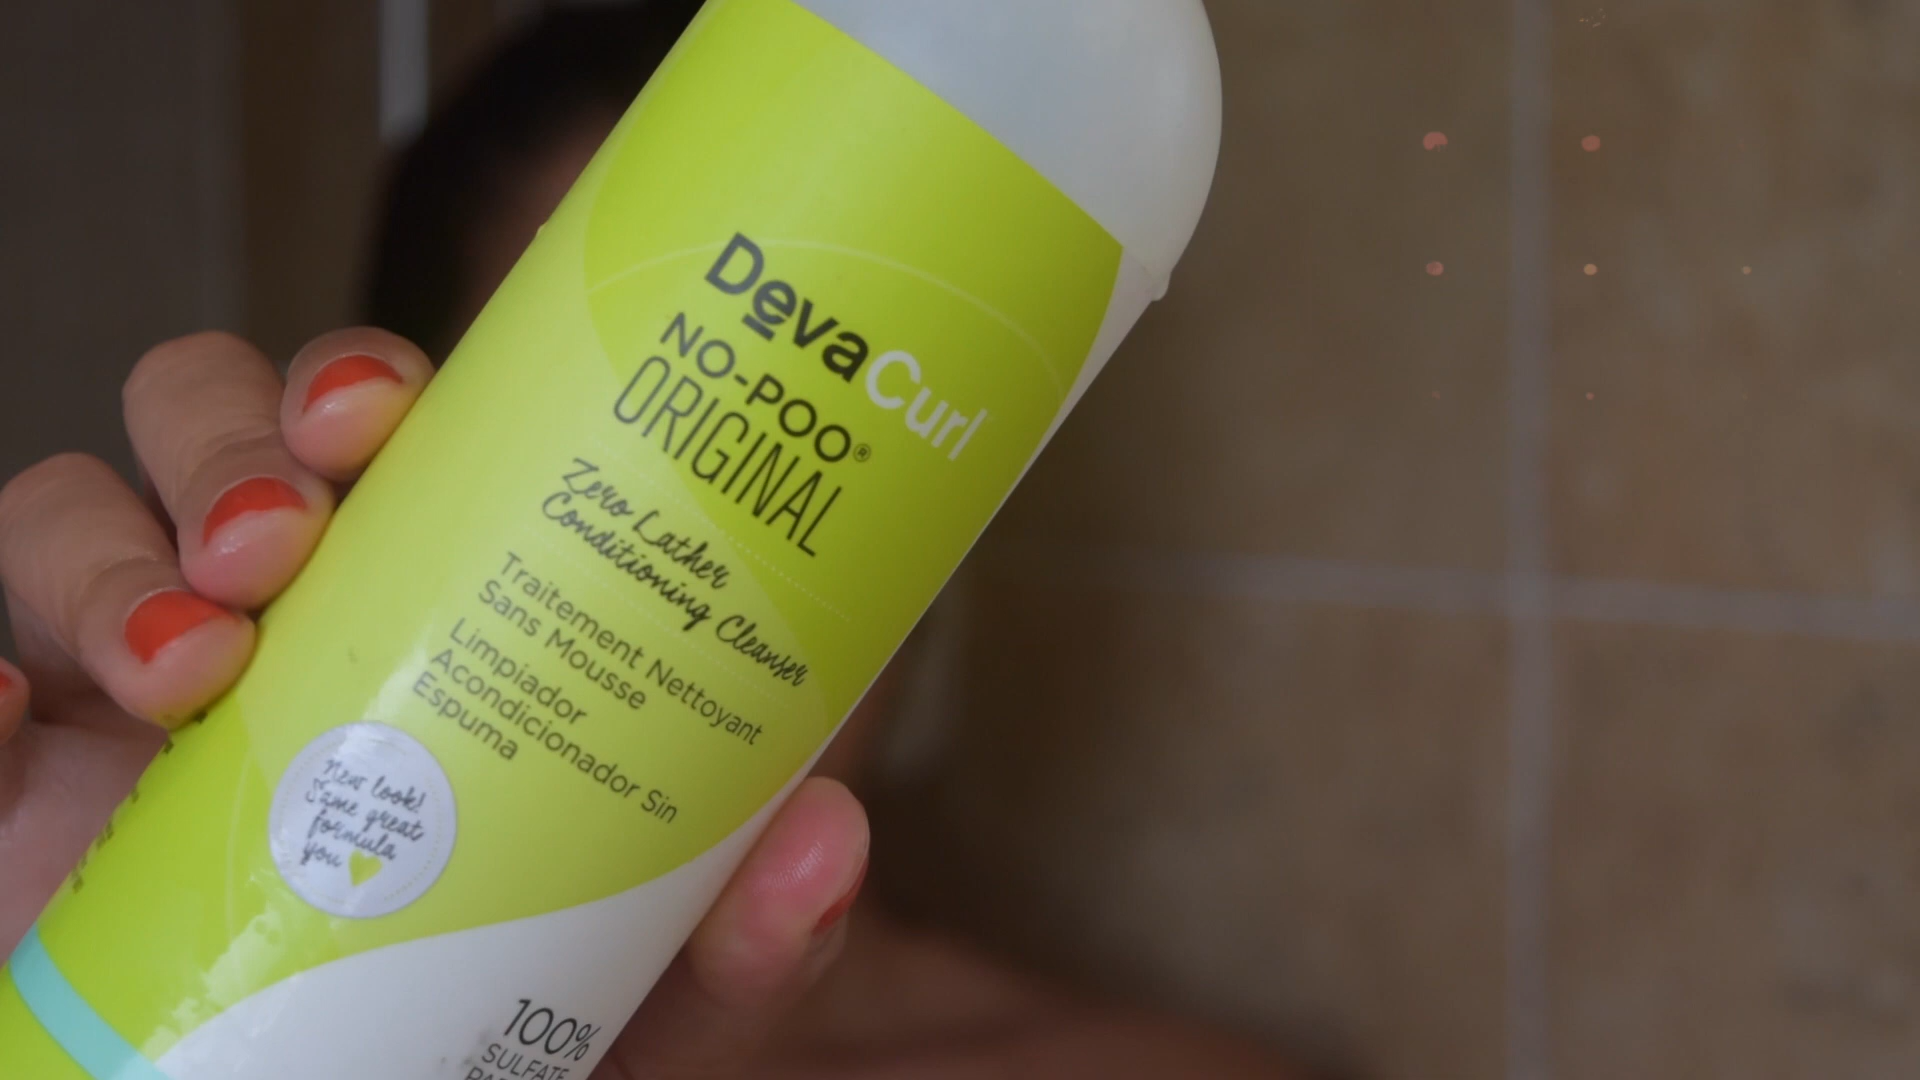 DevaCurl
NO-POO®
ORIGINAL
Zero Lather
Conditioning Cleanser
Traitement Nettoyant
Sans Mousse
Limpiador
Acondicionador Sin
Espuma
New look!
Same great
formula
you
100%
SULFATE